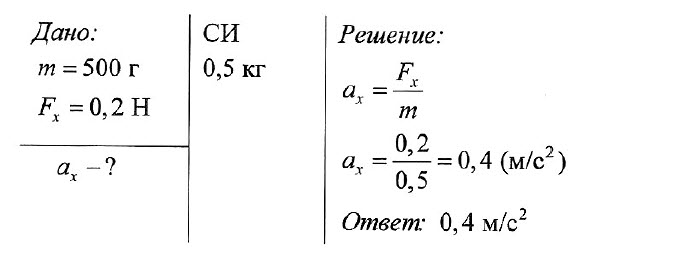 Дано:
m = 500 г
F_x = 0,2 Н
a_x – ?
СИ
0,5 кг
Решение:
a_x = F_x / m
a_x = 0,2 / 0,5 = 0,4 (м/с²)
Ответ: 0,4 м/с²